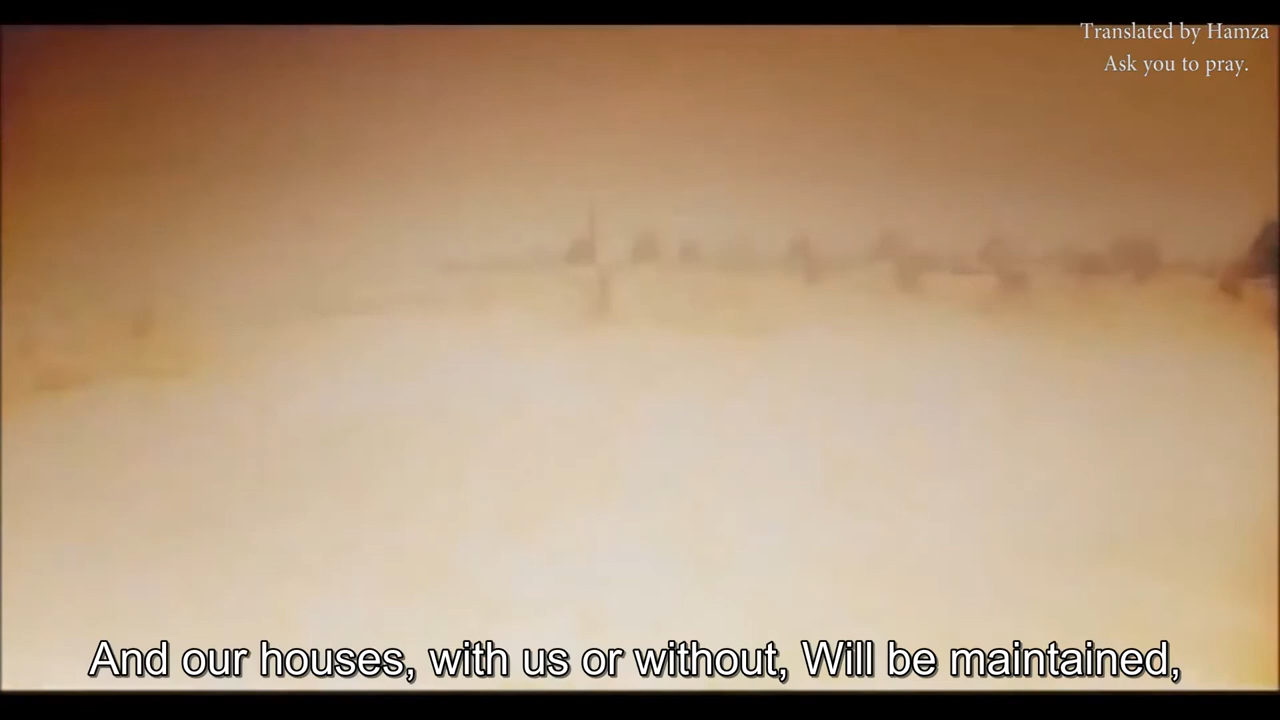 Translated by Hamza
Ask you to pray.
And our houses, with us or without, Will be maintained,